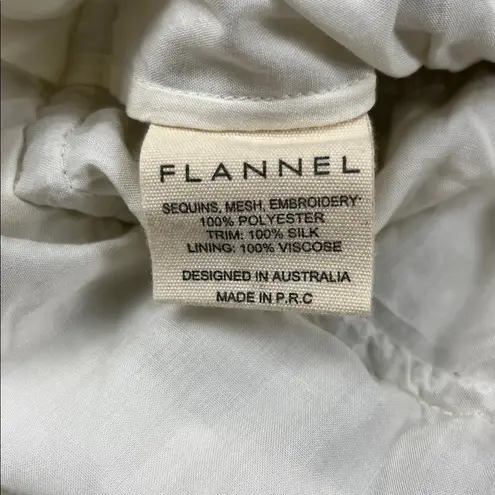 FLANNEL
SEQUINS, MESH, EMBROIDERY:
100% POLYESTER
TRIM: 100% SILK
LINING: 100% VISCOSE
DESIGNED IN AUSTRALIA
MADE IN P.R.C